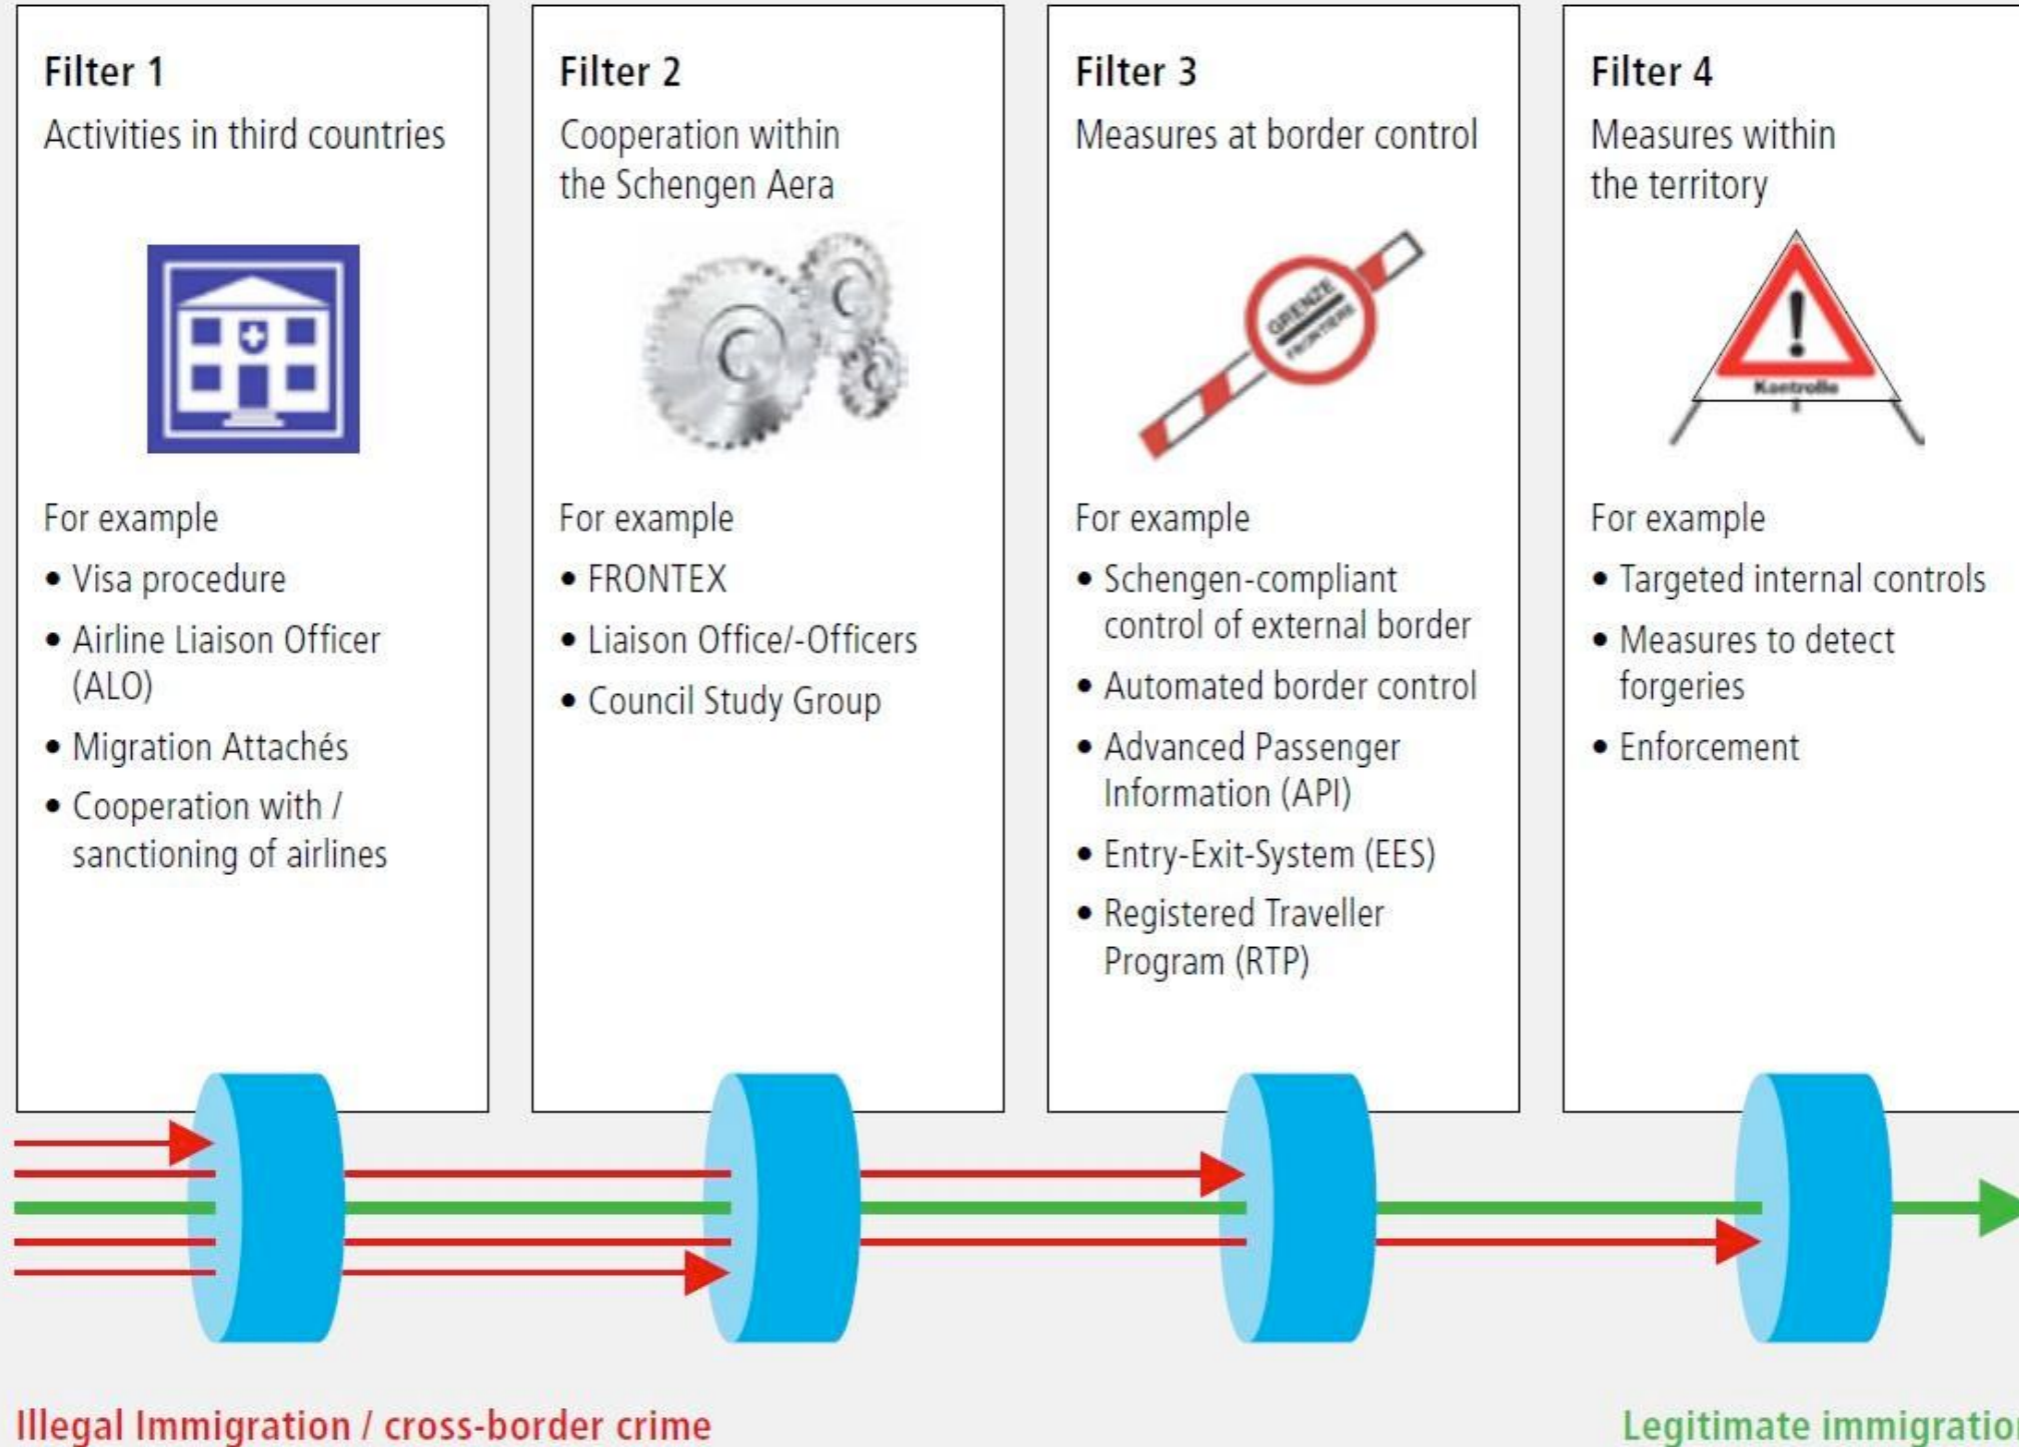 Filter 1
Activities in third countries
For example
• Visa procedure
• Airline Liaison Officer
(ALO)
• Migration Attachés
• Cooperation with /
sanctioning of airlines
Filter 2
Cooperation within
the Schengen Aera
For example
• FRONTEX
• Liaison Office/-Officers
• Council Study Group
Filter 3
Measures at border control
GRENZE
FRONTIERE
For example
• Schengen-compliant
control of external border
• Automated border control
• Advanced Passenger
Information (API)
• Entry-Exit-System (EES)
• Registered Traveller
Program (RTP)
Filter 4
Measures within
the territory
Kontrolle
For example
• Targeted internal controls
• Measures to detect
forgeries
• Enforcement
Illegal Immigration / cross-border crime
Legitimate immigration